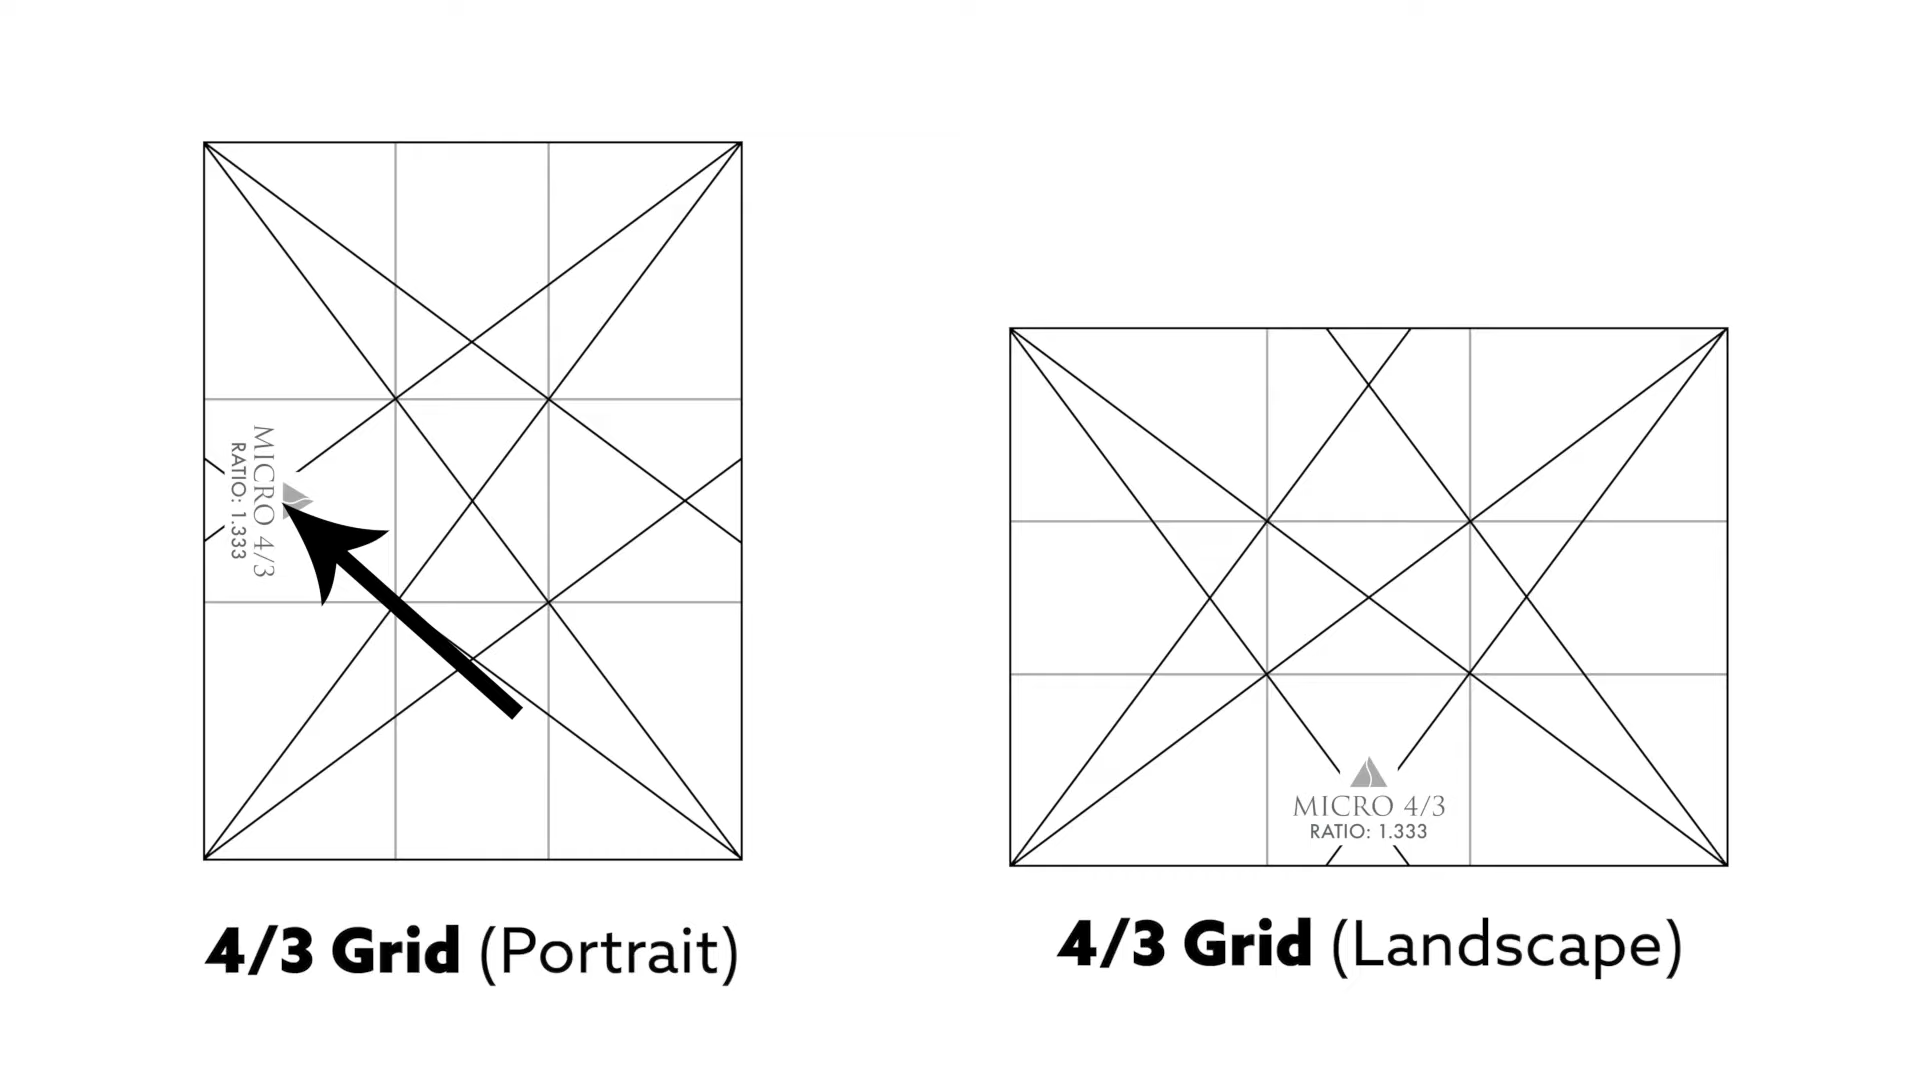 MICRO 4/3
RATIO: 1.333
4/3 Grid (Portrait)
MICRO 4/3
RATIO: 1.333
4/3 Grid (Landscape)